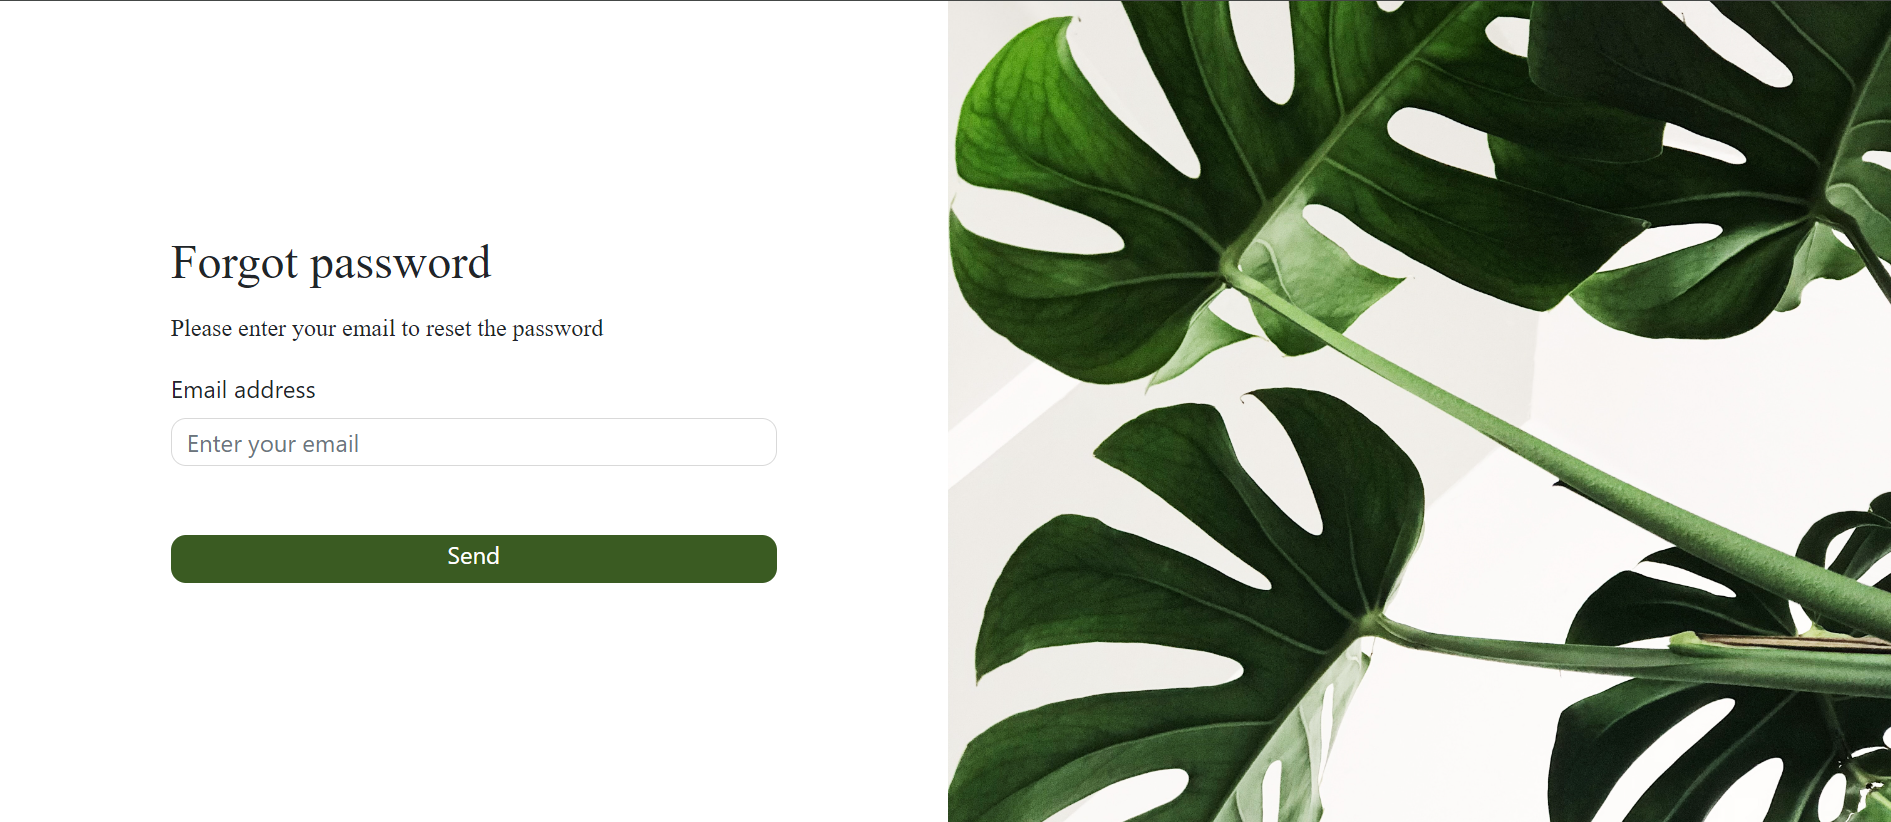 Forgot password
Please enter your email to reset the password
Email address
Enter your email
Send